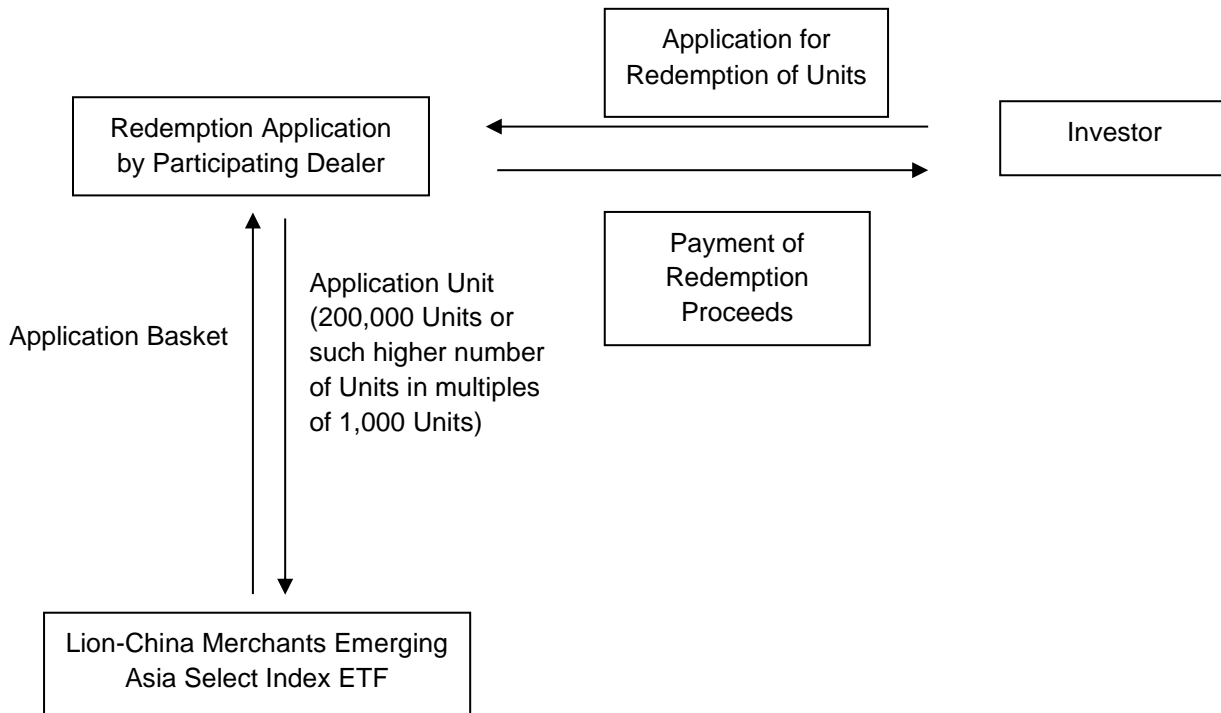 Application for
Redemption of Units
Redemption Application
by Participating Dealer
Investor
Payment of
Redemption
Proceeds
Application Basket
Application Unit
(200,000 Units or
such higher number
of Units in multiples
of 1,000 Units)
Lion-China Merchants Emerging
Asia Select Index ETF